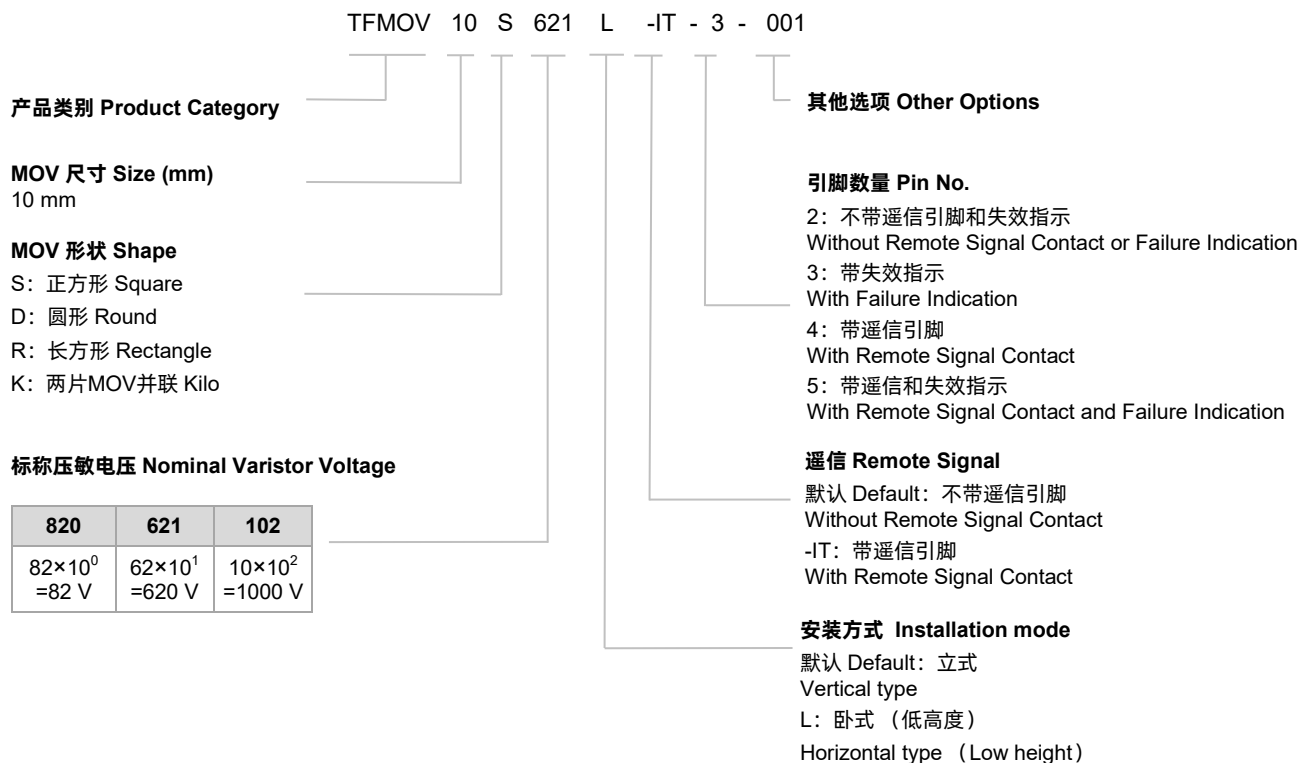 TFMOV 10 S 621 L -IT - 3 - 001
产品类别 Product Category
MOV 尺寸 Size (mm)
10 mm
MOV 形状 Shape
S：正方形 Square
D：圆形 Round
R：长方形 Rectangle
K：两片MOV并联 Kilo
标称压敏电压 Nominal Varistor Voltage
820 621 102
82×10⁰ 62×10¹ 10×10²
=82 V =620 V =1000 V
其他选项 Other Options
引脚数量 Pin No.
2：不带遥信引脚和失效指示
Without Remote Signal Contact or Failure Indication
3：带失效指示
With Failure Indication
4：带遥信引脚
With Remote Signal Contact
5：带遥信和失效指示
With Remote Signal Contact and Failure Indication
遥信 Remote Signal
默认 Default：不带遥信引脚
Without Remote Signal Contact
-IT：带遥信引脚
With Remote Signal Contact
安装方式 Installation mode
默认 Default：立式
Vertical type
L：卧式 （低高度）
Horizontal type （Low height）